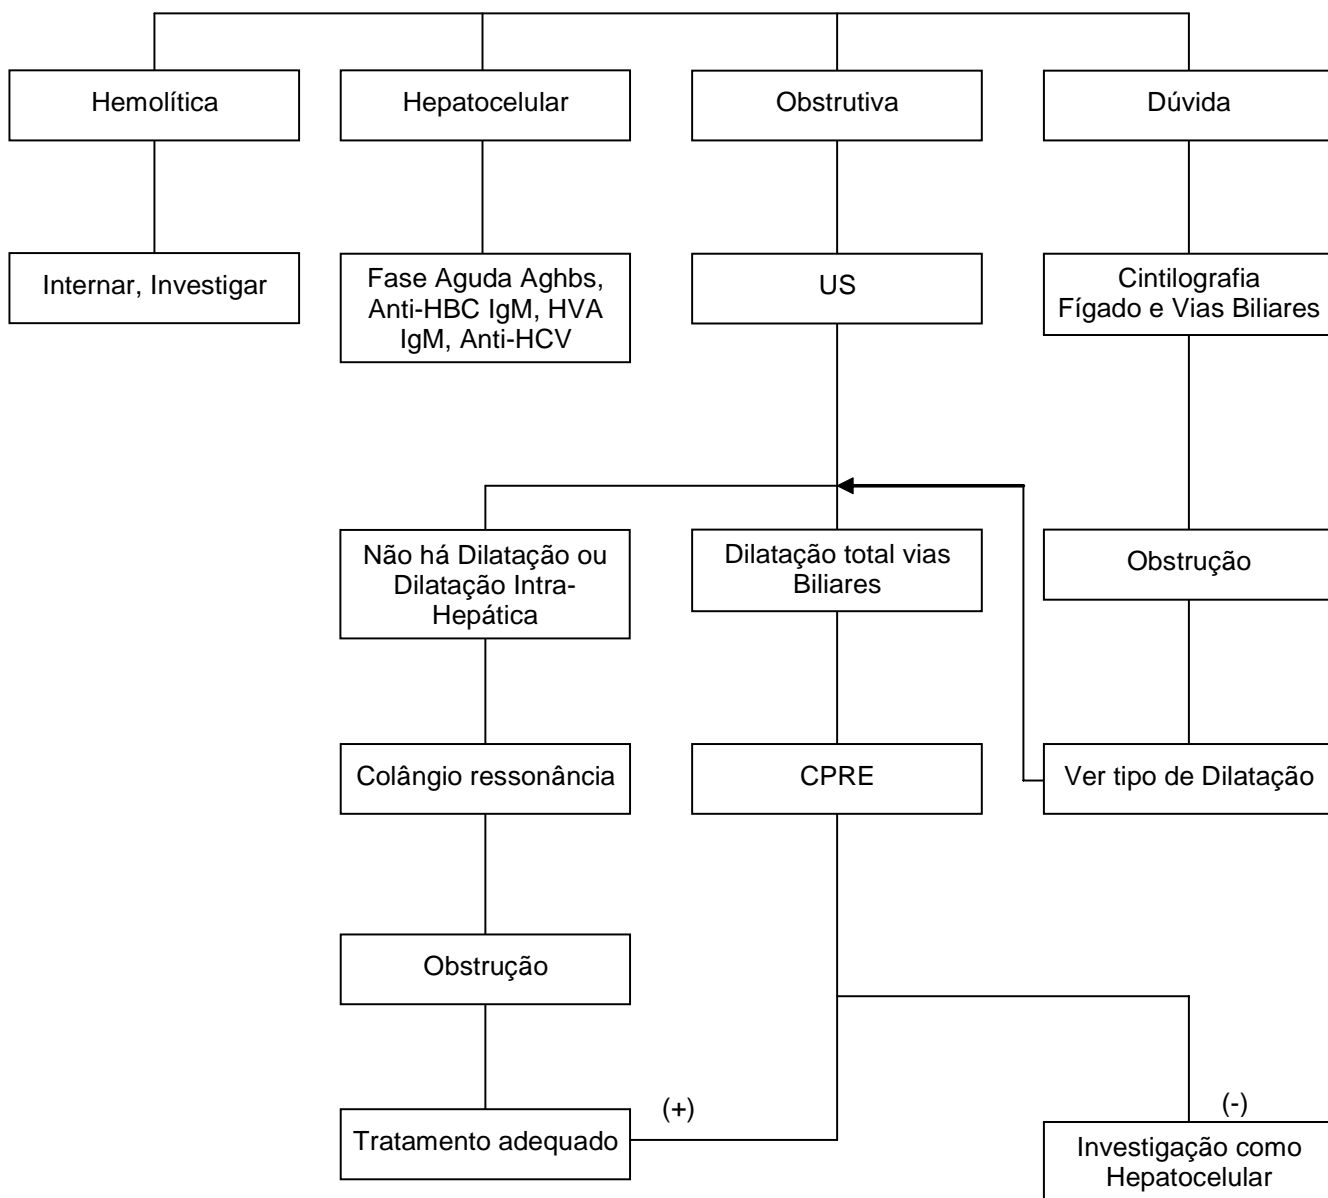 Hemolítica
Hepatocelular
Obstrutiva
Dúvida
Internar, Investigar
Fase Aguda Aghbs,
Anti-HBC IgM, HVA
IgM, Anti-HCV
US
Cintilografia
Fígado e Vias Biliares
Não há Dilatação ou
Dilatação Intra-
Hepática
Dilatação total vias
Biliares
Obstrução
Colângio ressonância
CPRE
Ver tipo de Dilatação
Obstrução
Tratamento adequado
(+)
(-)
Investigação como
Hepatocelular